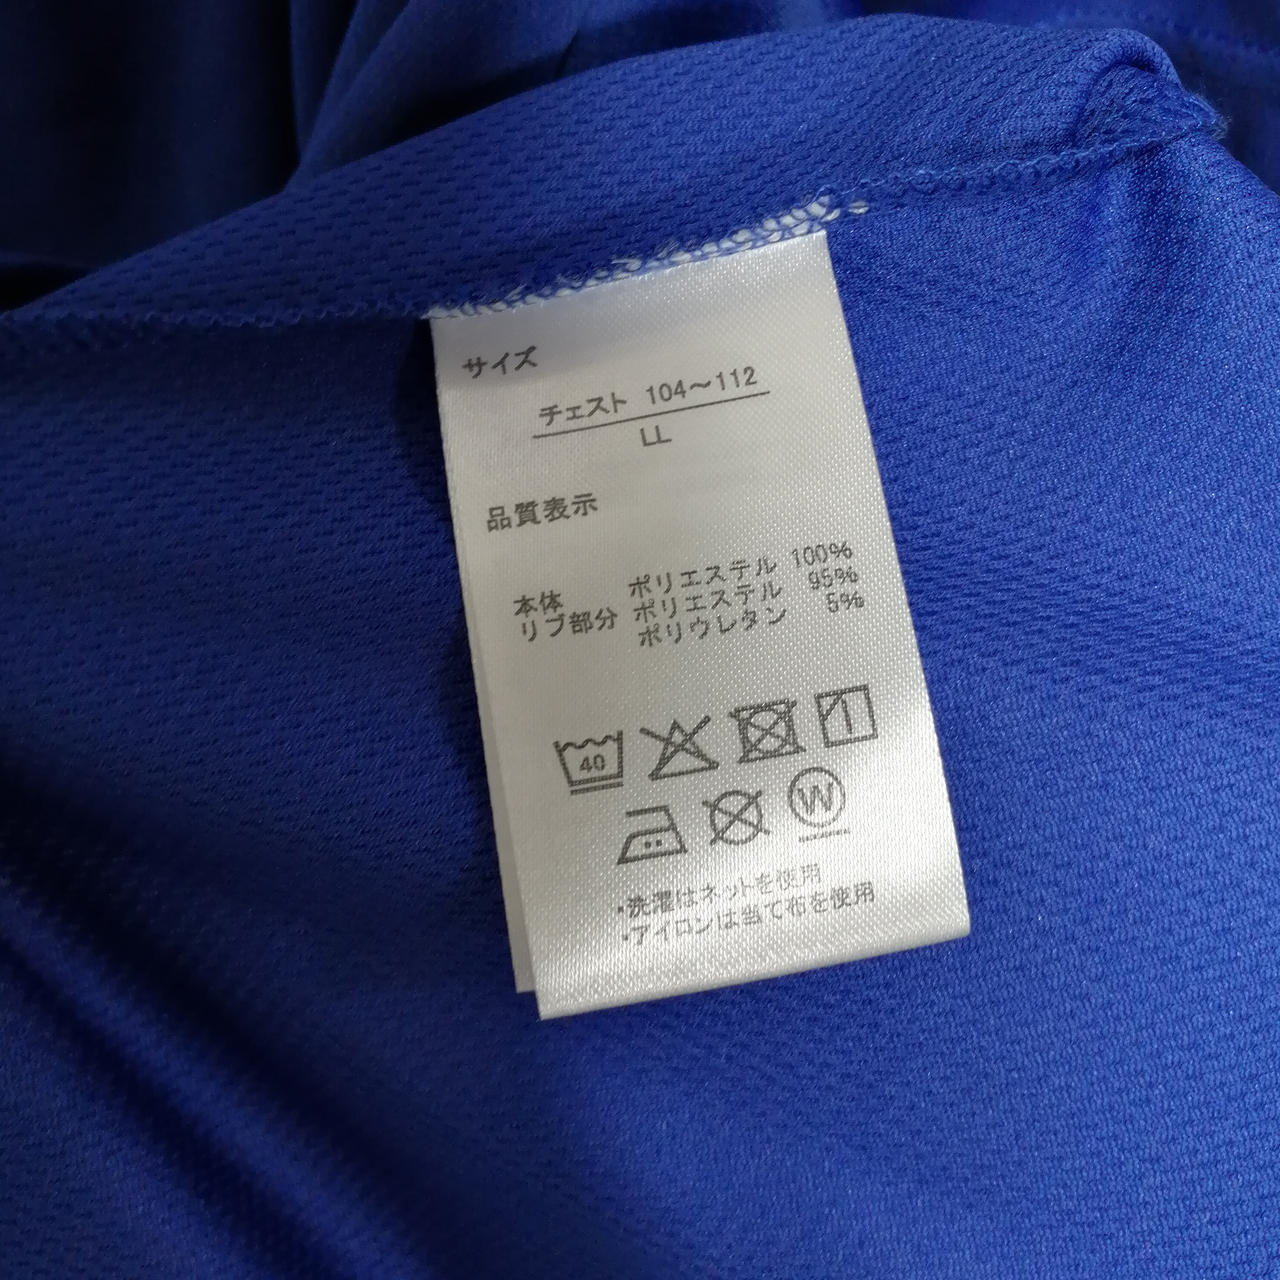 サイズ
チェスト 104～112
LL
品質表示
本体 ポリエステル 100%
リブ部分 ポリエステル 95%
ポリウレタン 5%
40
W
・洗濯はネットを使用
・アイロンは当て布を使用